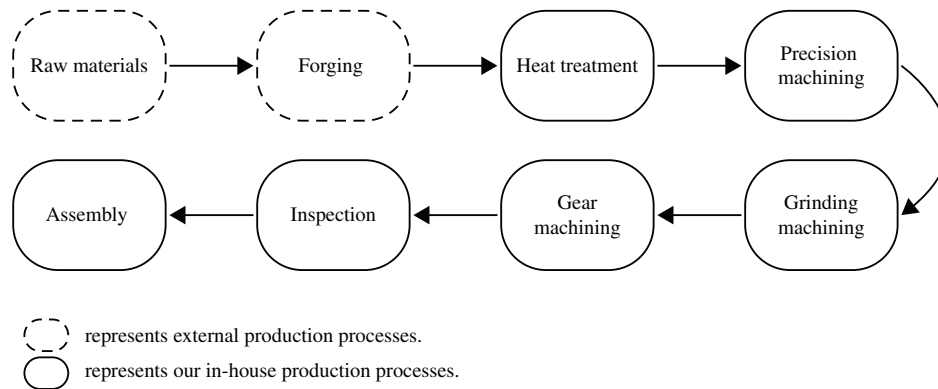 Raw materials
Forging
Heat treatment
Precision
machining
Grinding
machining
Gear
machining
Inspection
Assembly
represents external production processes.
represents our in-house production processes.